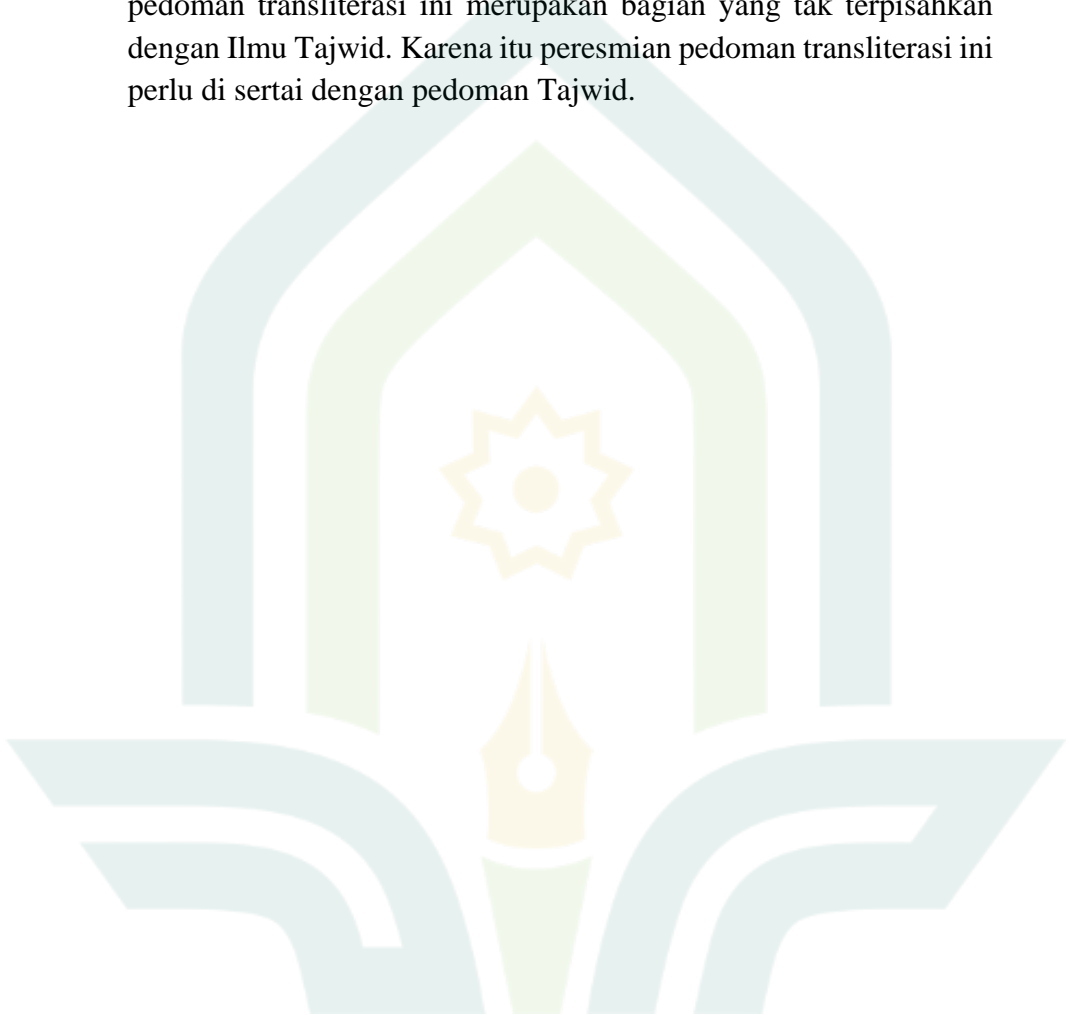 pedoman transliterasi ini merupakan bagian yang tak terpisahkan
dengan Ilmu Tajwid. Karena itu peresmian pedoman transliterasi ini
perlu di sertai dengan pedoman Tajwid.